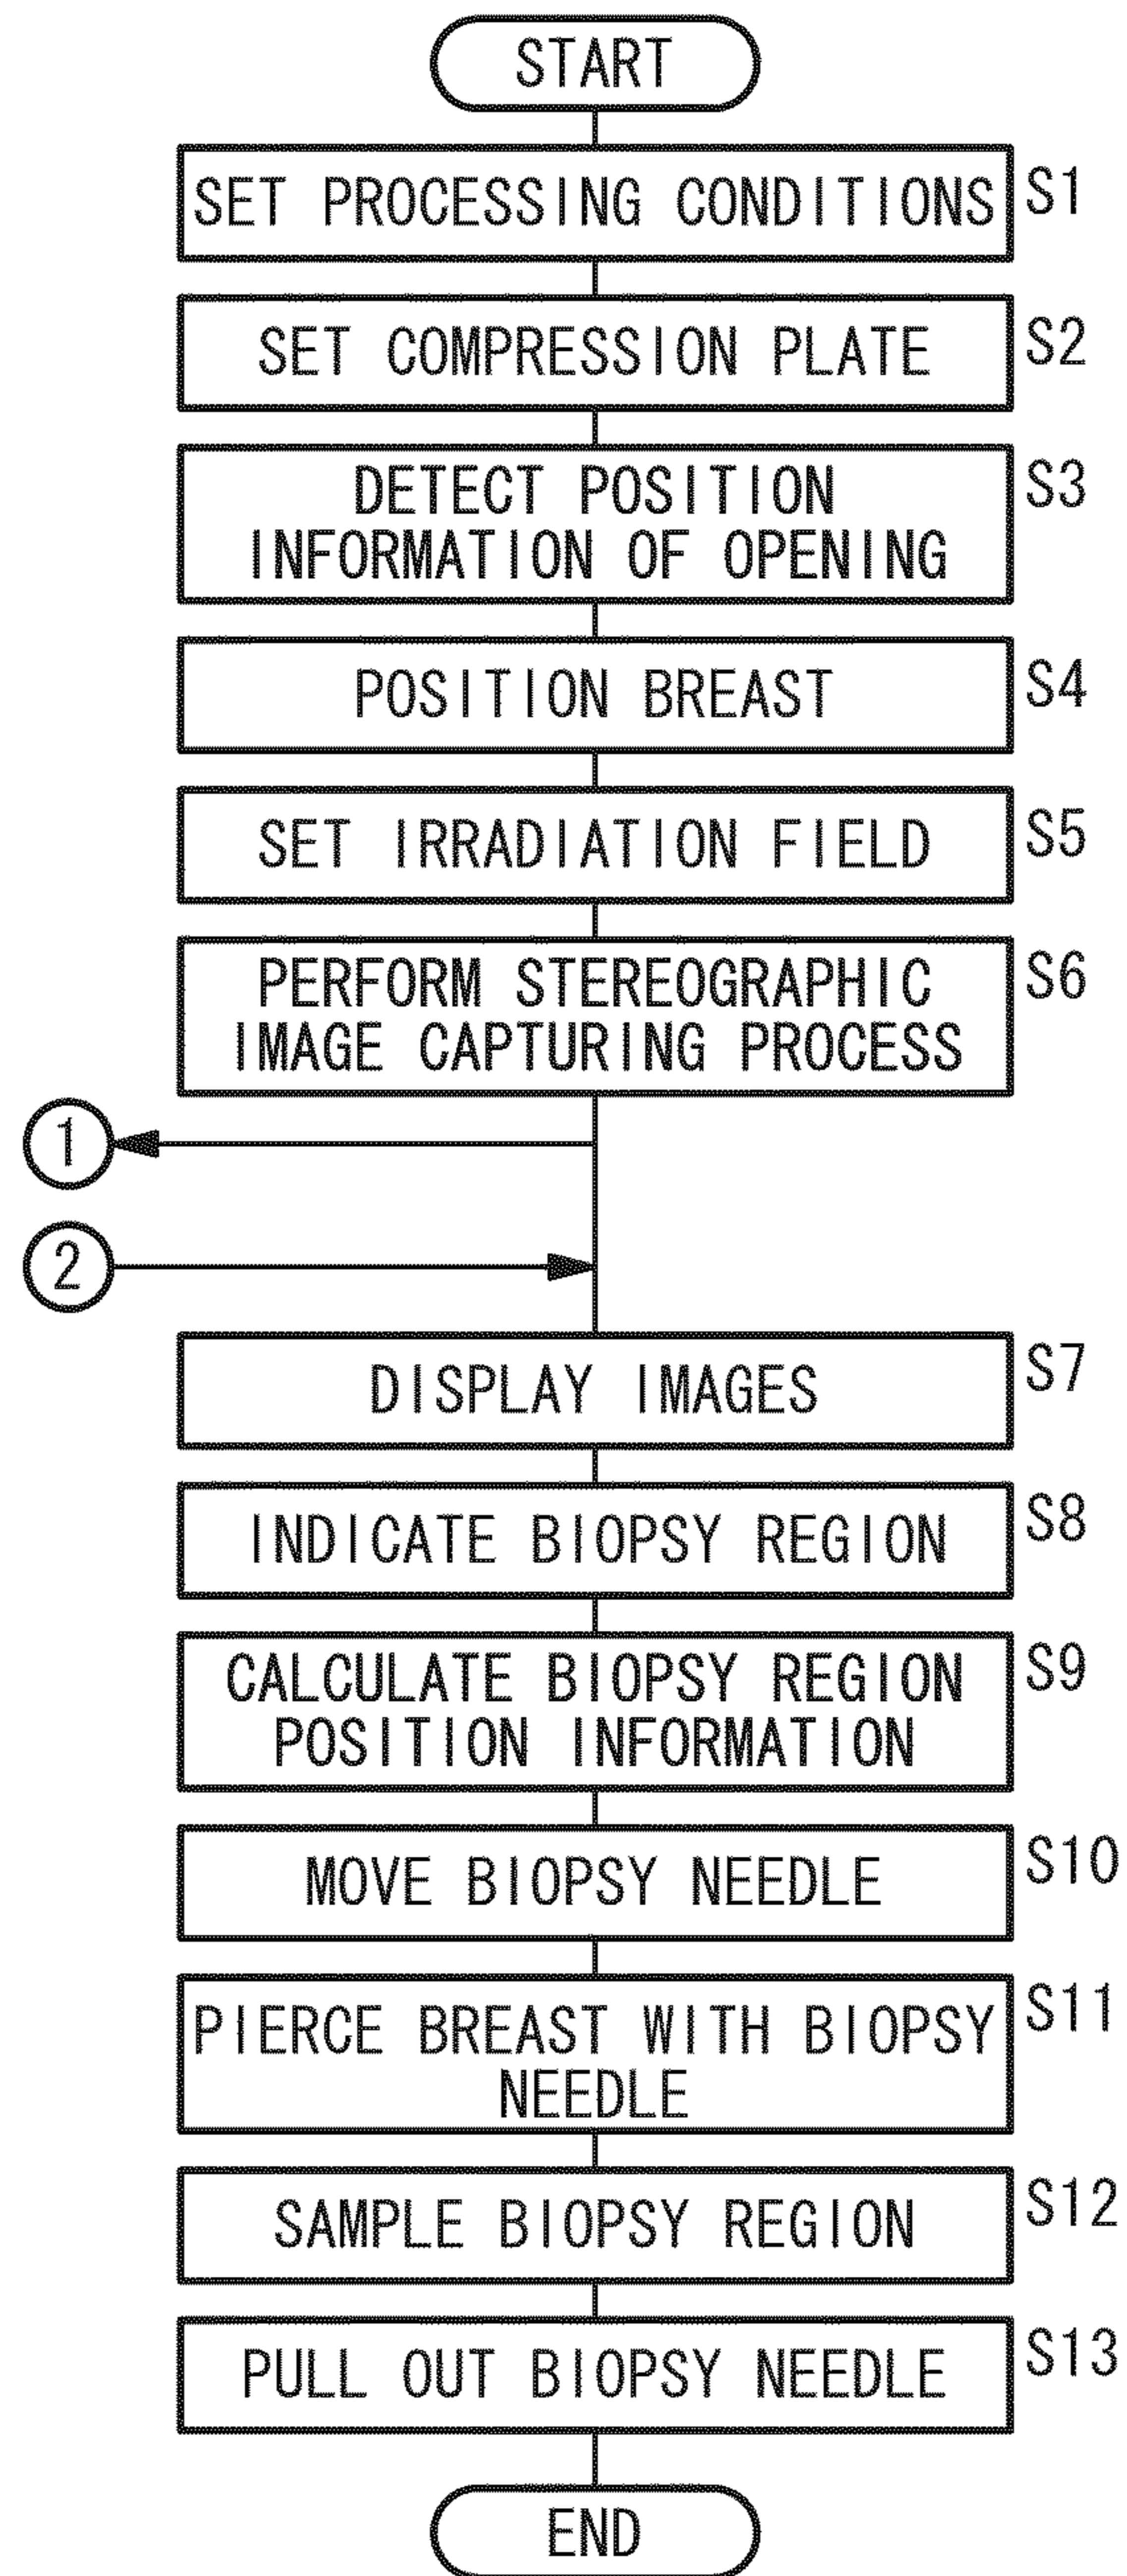 START
SET PROCESSING CONDITIONS S1
SET COMPRESSION PLATE S2
DETECT POSITION S3
INFORMATION OF OPENING
POSITION BREAST S4
SET IRRADIATION FIELD S5
PERFORM STEREOGRAPHIC S6
IMAGE CAPTURING PROCESS
1
2
DISPLAY IMAGES S7
INDICATE BIOPSY REGION S8
CALCULATE BIOPSY REGION S9
POSITION INFORMATION
MOVE BIOPSY NEEDLE S10
PIERCE BREAST WITH BIOPSY S11
NEEDLE
SAMPLE BIOPSY REGION S12
PULL OUT BIOPSY NEEDLE S13
END